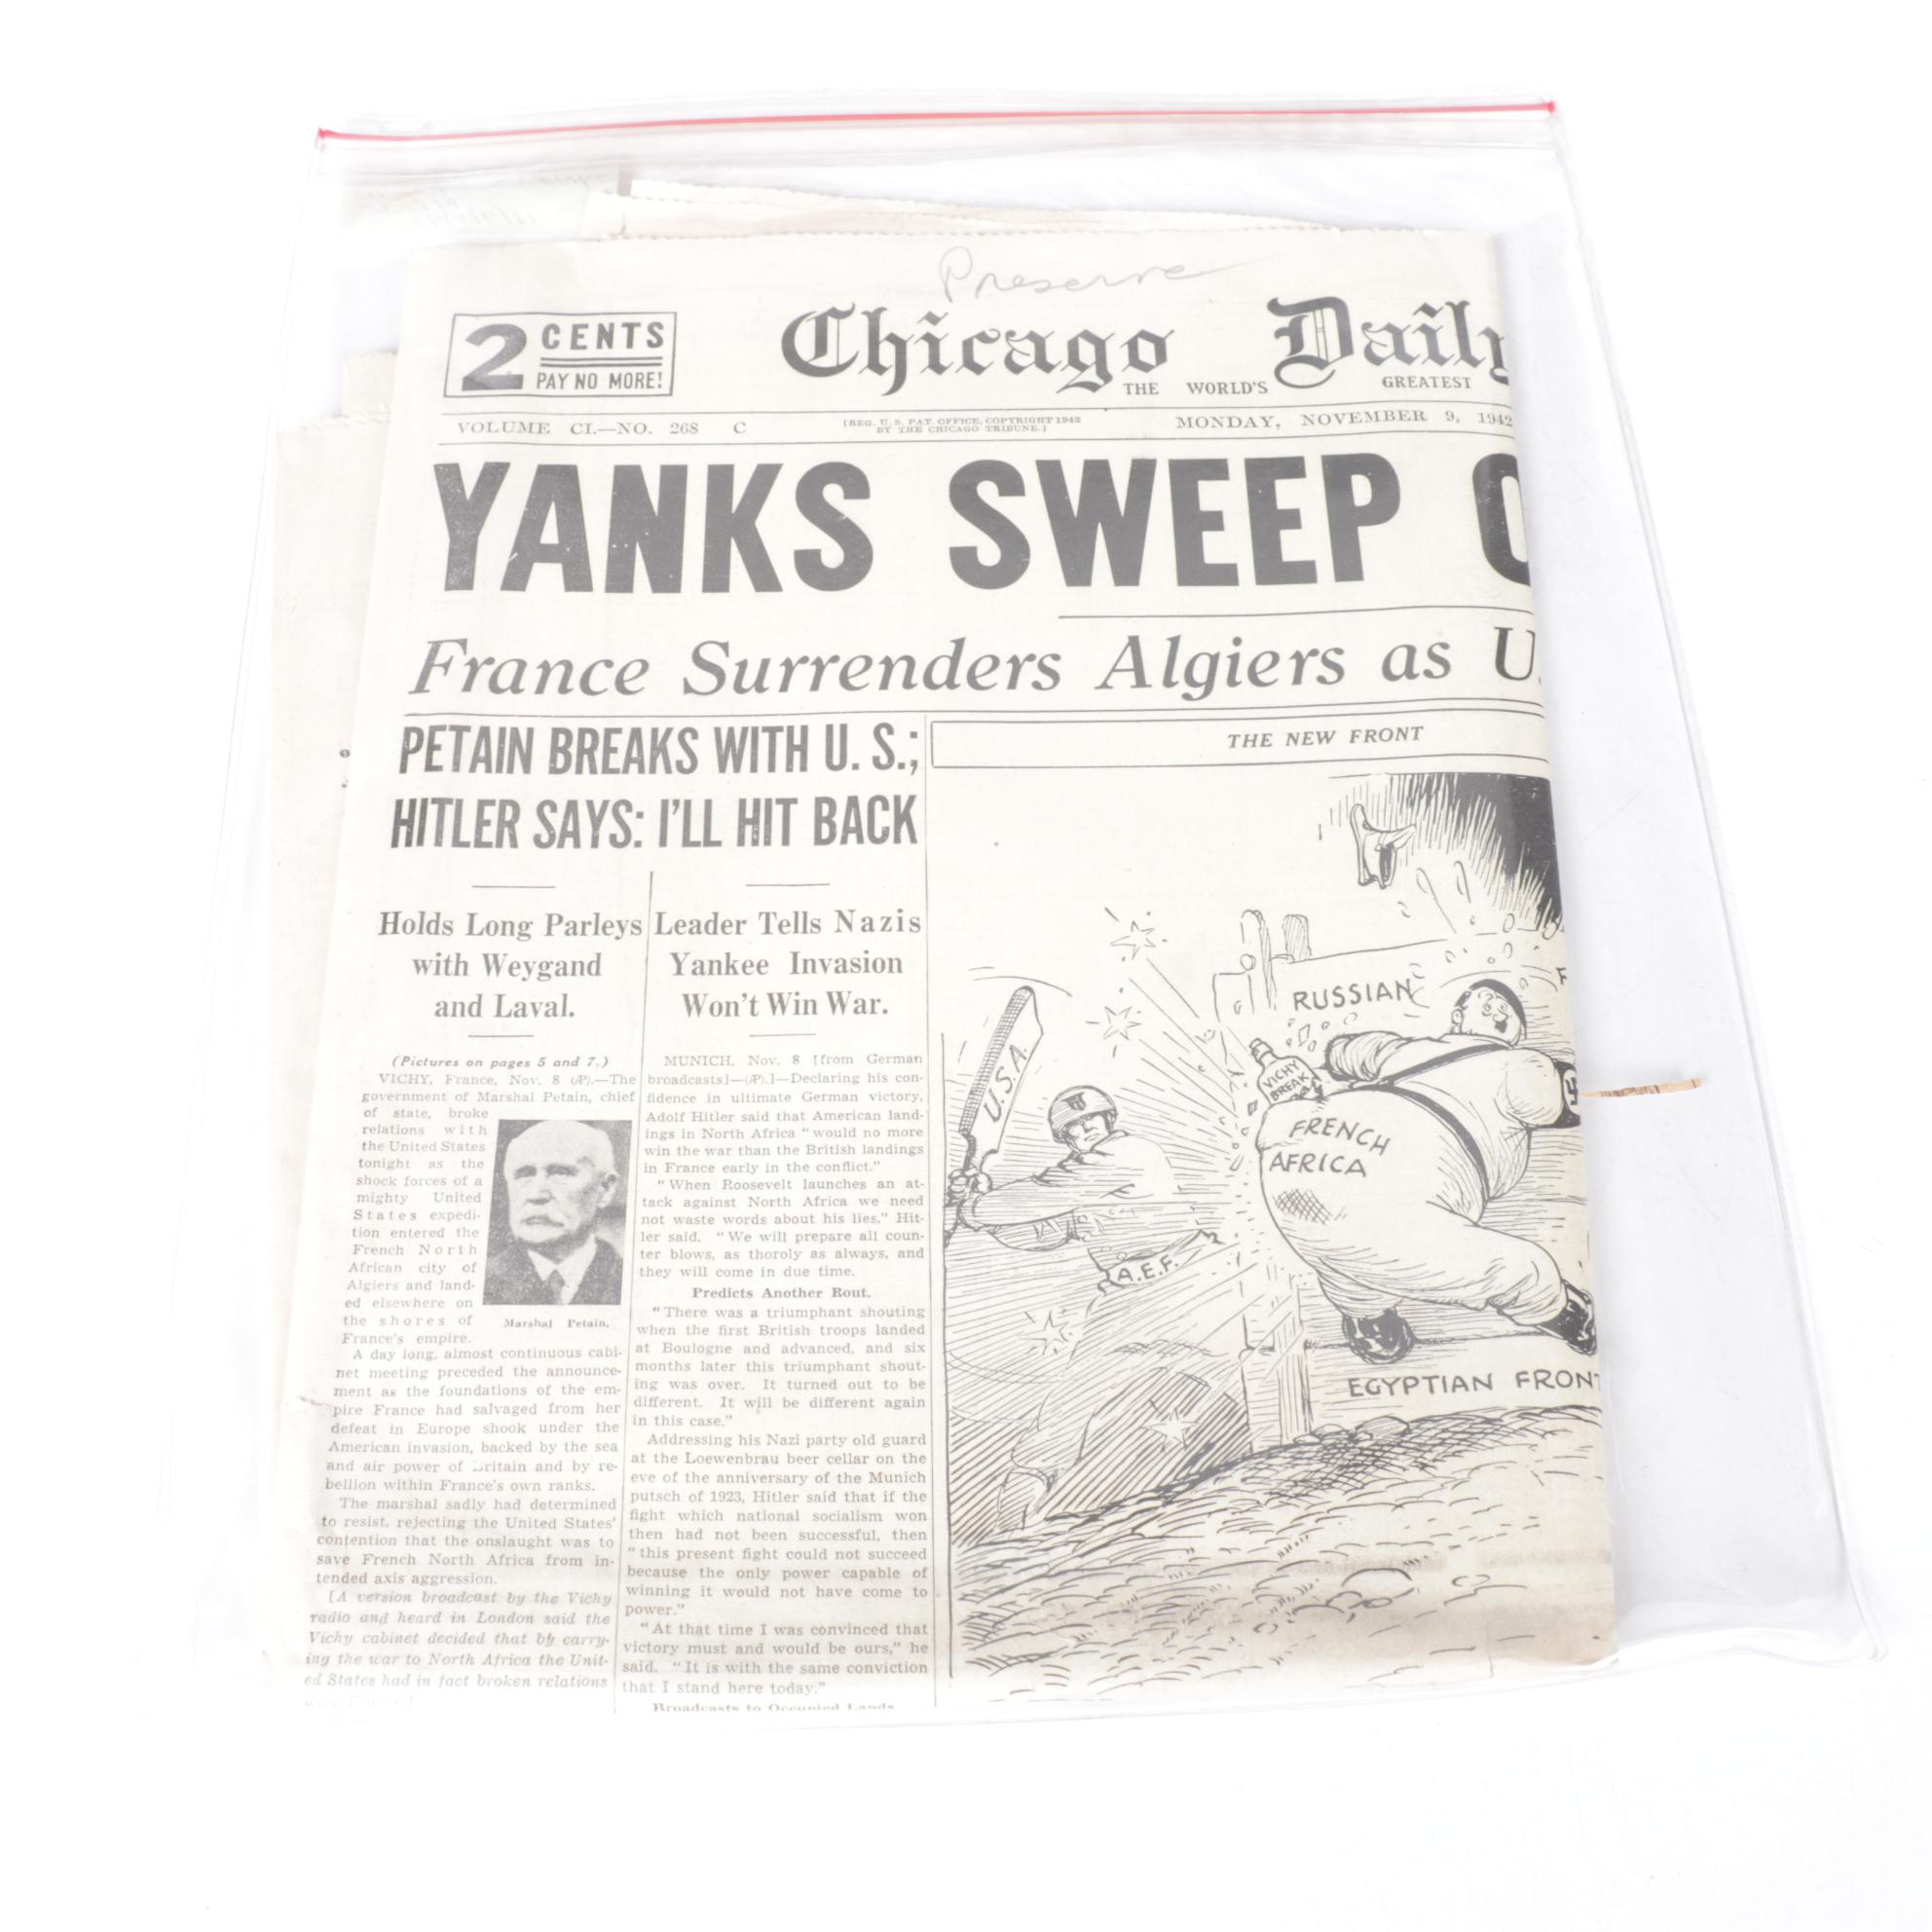 Preserve
2 CENTS
PAY NO MORE!
Chicago Daily
THE WORLD'S GREATEST
VOLUME CI.—NO. 268 C
[REG. U. S. PAT. OFFICE, COPYRIGHT 1942
BY THE CHICAGO TRIBUNE.]
MONDAY, NOVEMBER 9, 1942
YANKS SWEEP
France Surrenders Algiers as U.
PETAIN BREAKS WITH U. S.;
HITLER SAYS: I'LL HIT BACK
Holds Long Parleys
with Weygand
and Laval.
(Pictures on pages 5 and 7.)
VICHY, France, Nov. 8 (AP).—The
government of Marshal Petain, chief
of state, broke
relations with
the United States
tonight as the
shock forces of a
mighty United
States expedi-
tion entered the
French North
African city of
Algiers and land-
ed elsewhere on
the shores of
France's empire.
Marshal Petain.
A day long, almost continuous cabi-
net meeting preceded the announce-
ment as the foundations of the em-
pire France had salvaged from her
defeat in Europe shook under the
American invasion, backed by the sea
and air power of Britain and by re-
bellion within France's own ranks.
The marshal sadly had determined
to resist, rejecting the United States'
contention that the onslaught was to
save French North Africa from in-
tended axis aggression.
[A version broadcast by the Vichy
radio and heard in London said the
Vichy cabinet decided that by carry-
ing the war to North Africa the Unit-
ed States had in fact broken relations
Leader Tells Nazis
Yankee Invasion
Won't Win War.
MUNICH, Nov. 8 [from German
broadcasts]—(AP).]—Declaring his con-
fidence in ultimate German victory,
Adolf Hitler said that American land-
ings in North Africa "would no more
win the war than the British landings
in France early in the conflict."
"When Roosevelt launches an at-
tack against North Africa we need
not waste words about his lies," Hit-
ler said. "We will prepare all coun-
ter blows, as thoroly as always, and
they will come in due time.
Predicts Another Rout.
"There was a triumphant shouting
when the first British troops landed
at Boulogne and advanced, and six
months later this triumphant shout-
ing was over. It turned out to be
different. It will be different again
in this case."
Addressing his Nazi party old guard
at the Loewenbrau beer cellar on the
eve of the anniversary of the Munich
putsch of 1923, Hitler said that if the
fight which national socialism won
then had not been successful, then
"this present fight could not succeed
because the only power capable of
winning it would not have come to
power."
"At that time I was convinced that
victory must and would be ours," he
said. "It is with the same conviction
that I stand here today."
Broadcasts to Occupied Lands
THE NEW FRONT
RUSSIAN
U.S.A.
VICHY
BREAK
FRENCH
AFRICA
A.E.F.
EGYPTIAN FRONT